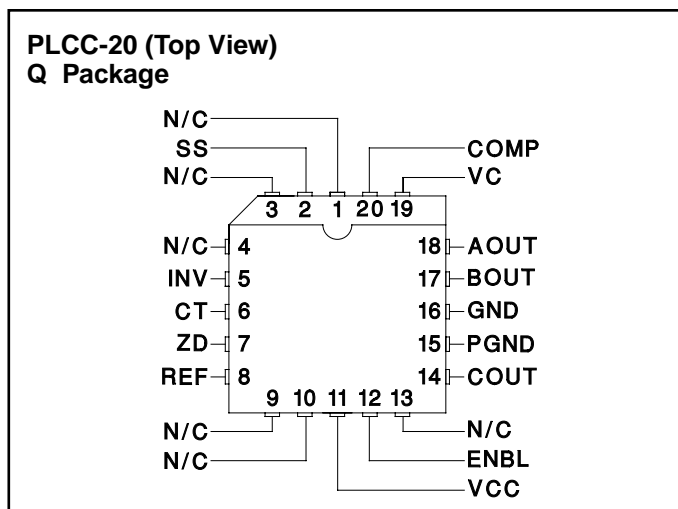 PLCC-20 (Top View)
Q Package
N/C
SS
COMP
N/C
VC
3 2 1 20 19
N/C 4 18 AOUT
INV 5 17 BOUT
CT 6 16 GND
ZD 7 15 PGND
REF 8 14 COUT
9 10 11 12 13
N/C
N/C
N/C
ENBL
VCC